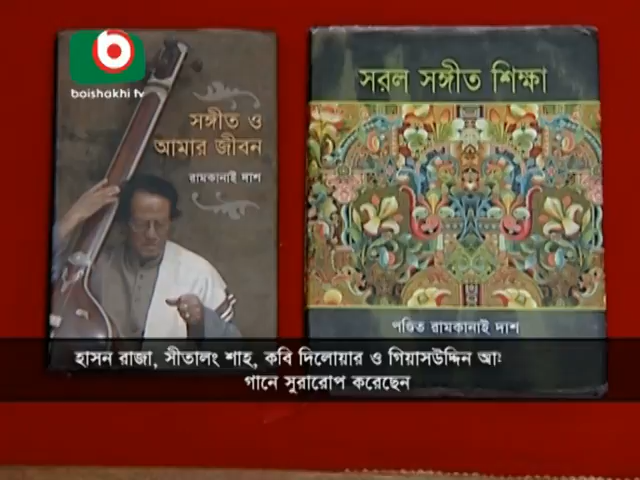 boishakhi tv
সঙ্গীত ও
আমার জীবন
রামকানাই দাশ
সরল সঙ্গীত শিক্ষা
পণ্ডিত রামকানাই দাশ
হাসন রাজা, সীতালং শাহ, কবি দিলোয়ার ও গিয়াসউদ্দিন
গানে সুরারোপ করেছেন